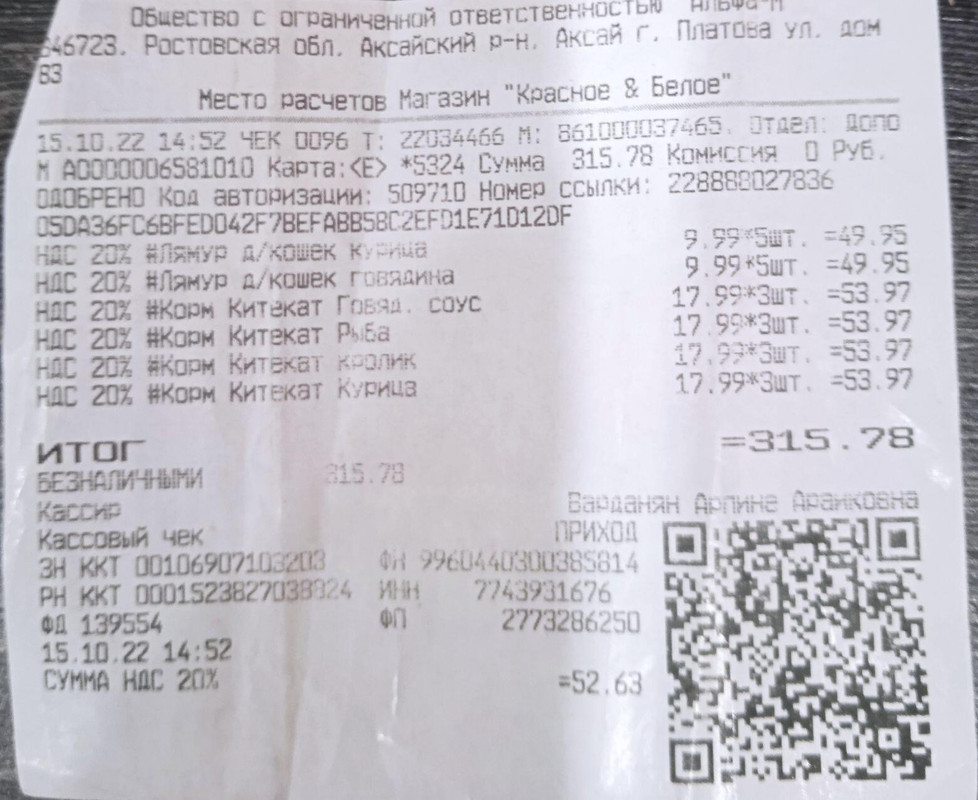 Общество с ограниченной ответственностью "Альфа-М
346723. Ростовская обл. Аксайский р-н. Аксай г. Платова ул. дом
83
Место расчетов Магазин "Красное & Белое"
15.10.22 14:52 ЧЕК 0096 Т: 22034466 М: 861000037465. Отдел: Допо
М A0000006581010 Карта:<E> *5324 Сумма 315.78 Комиссия 0 Руб.
ОДОБРЕНО Код авторизации: 509710 Номер ссылки: 228888027836
05DA36FC6BFED042F7BEFABB58C2EFD1E71D12DF
НДС 20% #Лямур д/кошек курица 9.99*5шт. =49.95
НДС 20% #Лямур д/кошек говядина 9.99*5шт. =49.95
НДС 20% #Корм Китекат Говяд. соус 17.99*3шт. =53.97
НДС 20% #Корм Китекат Рыба 17.99*3шт. =53.97
НДС 20% #Корм Китекат кролик 17.99*3шт. =53.97
НДС 20% #Корм Китекат Курица 17.99*3шт. =53.97
ИТОГ =315.78
БЕЗНАЛИЧНЫМИ 315.78
Кассир Варданян Арпине Араиковна
Кассовый чек ПРИХОД
ЗН ККТ 00106907103203 ФН 9960440300385814
РН ККТ 0001523827038824 ИНН 7743931676
ФД 139554 ФП 2773286250
15.10.22 14:52
СУММА НДС 20% =52.63